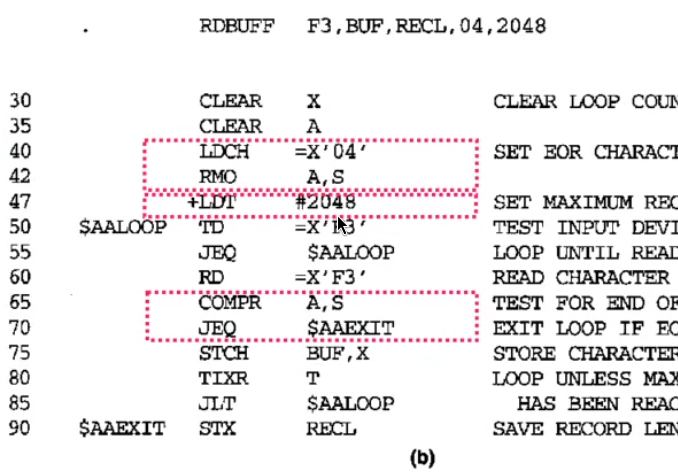 . RDBUFF F3,BUF,RECL,04,2048
30 CLEAR X CLEAR LOOP COUN
35 CLEAR A
40 LDCH =X'04' SET EOR CHARACT
42 RMO A,S
47 +LDT #2048 SET MAXIMUM REC
50 $AALOOP TD =X'F3' TEST INPUT DEVI
55 JEQ $AALOOP LOOP UNTIL READ
60 RD =X'F3' READ CHARACTER
65 COMPR A,S TEST FOR END OF
70 JEQ $AAEXIT EXIT LOOP IF EO
75 STCH BUF,X STORE CHARACTER
80 TIXR T LOOP UNLESS MAX
85 JLT $AALOOP HAS BEEN REAC
90 $AAEXIT STX RECL SAVE RECORD LEN
(b)